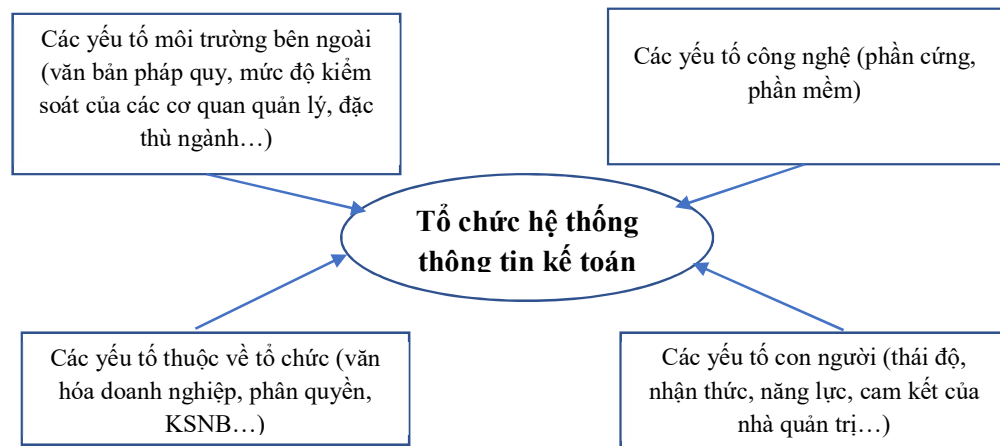 Các yếu tố môi trường bên ngoài
(văn bản pháp quy, mức độ kiểm
soát của các cơ quan quản lý, đặc
thù ngành…)
Các yếu tố công nghệ (phần cứng,
phần mềm)
Tổ chức hệ thống
thông tin kế toán
Các yếu tố thuộc về tổ chức (văn
hóa doanh nghiệp, phân quyền,
KSNB…)
Các yếu tố con người (thái độ,
nhận thức, năng lực, cam kết của
nhà quản trị…)